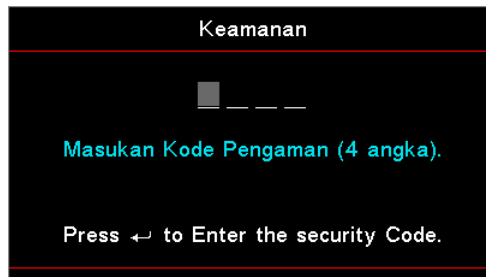 Keamanan
Masukan Kode Pengaman (4 angka).
Press ↵ to Enter the security Code.